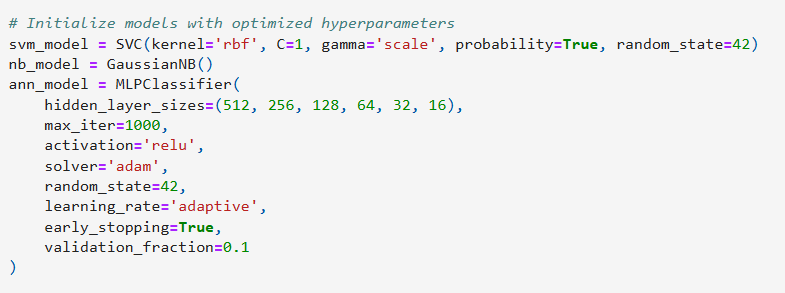 # Initialize models with optimized hyperparameters
svm_model = SVC(kernel='rbf', C=1, gamma='scale', probability=True, random_state=42)
nb_model = GaussianNB()
ann_model = MLPClassifier(
    hidden_layer_sizes=(512, 256, 128, 64, 32, 16),
    max_iter=1000,
    activation='relu',
    solver='adam',
    random_state=42,
    learning_rate='adaptive',
    early_stopping=True,
    validation_fraction=0.1
)